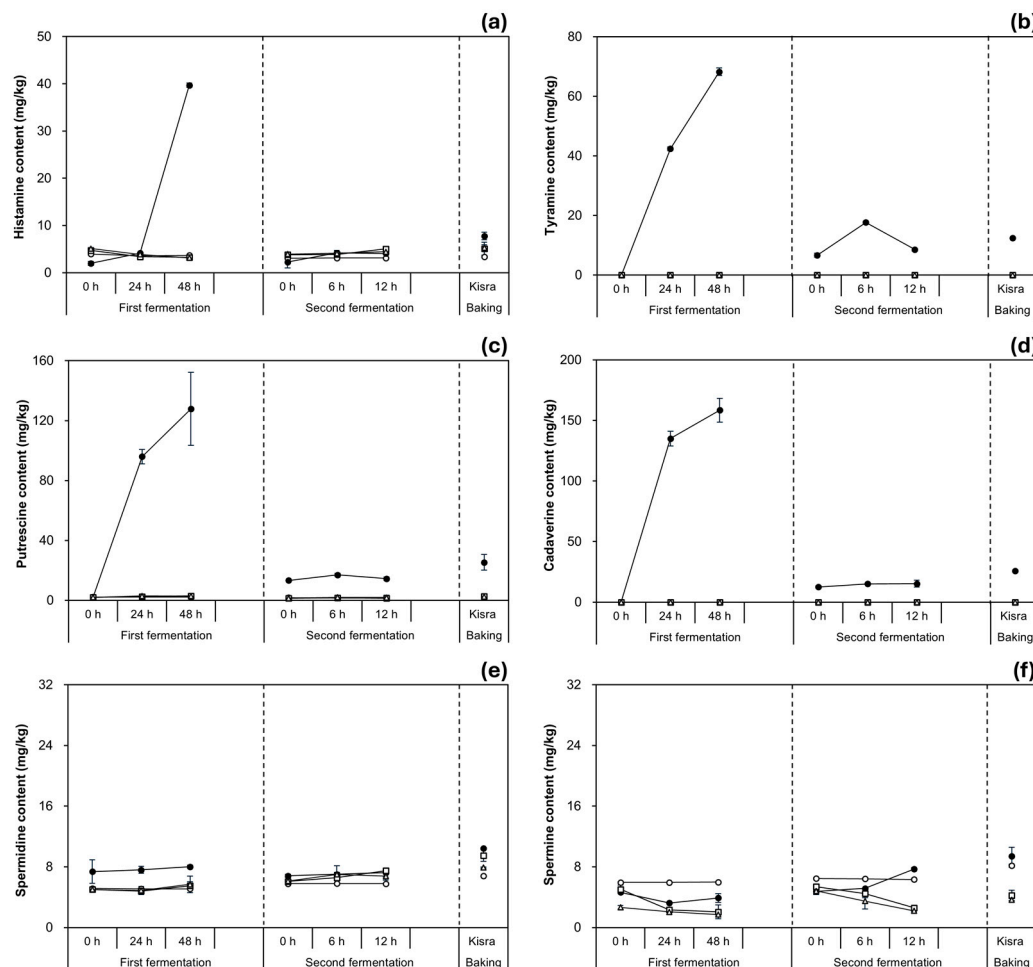 (a)
Histamine content (mg/kg)
50
40
30
20
10
0
0 h 24 h 48 h 0 h 6 h 12 h Kisra
First fermentation Second fermentation Baking
(b)
Tyramine content (mg/kg)
80
60
40
20
0
0 h 24 h 48 h 0 h 6 h 12 h Kisra
First fermentation Second fermentation Baking
(c)
Putrescine content (mg/kg)
160
120
80
40
0
0 h 24 h 48 h 0 h 6 h 12 h Kisra
First fermentation Second fermentation Baking
(d)
Cadaverine content (mg/kg)
200
150
100
50
0
0 h 24 h 48 h 0 h 6 h 12 h Kisra
First fermentation Second fermentation Baking
(e)
Spermidine content (mg/kg)
32
24
16
8
0
0 h 24 h 48 h 0 h 6 h 12 h Kisra
First fermentation Second fermentation Baking
(f)
Spermine content (mg/kg)
32
24
16
8
0
0 h 24 h 48 h 0 h 6 h 12 h Kisra
First fermentation Second fermentation Baking